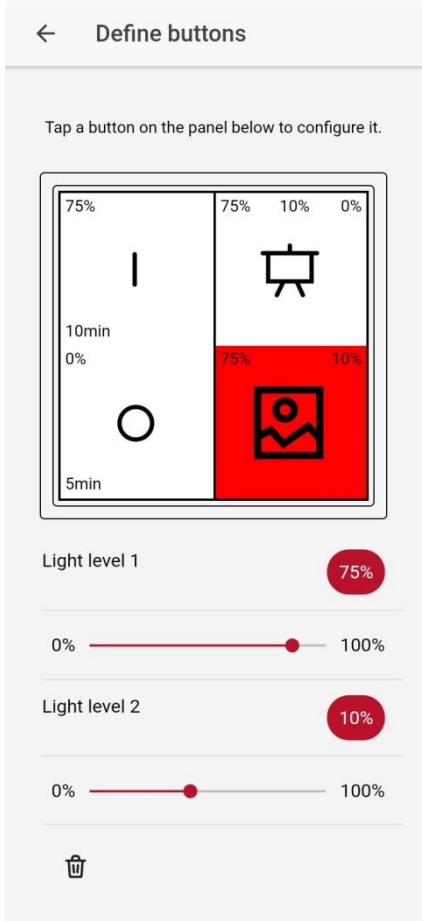 Define buttons
Tap a button on the panel below to configure it.
75%
75% 10% 0%
10min
0%
75% 10%
5min
Light level 1
75%
0% 100%
Light level 2
10%
0% 100%